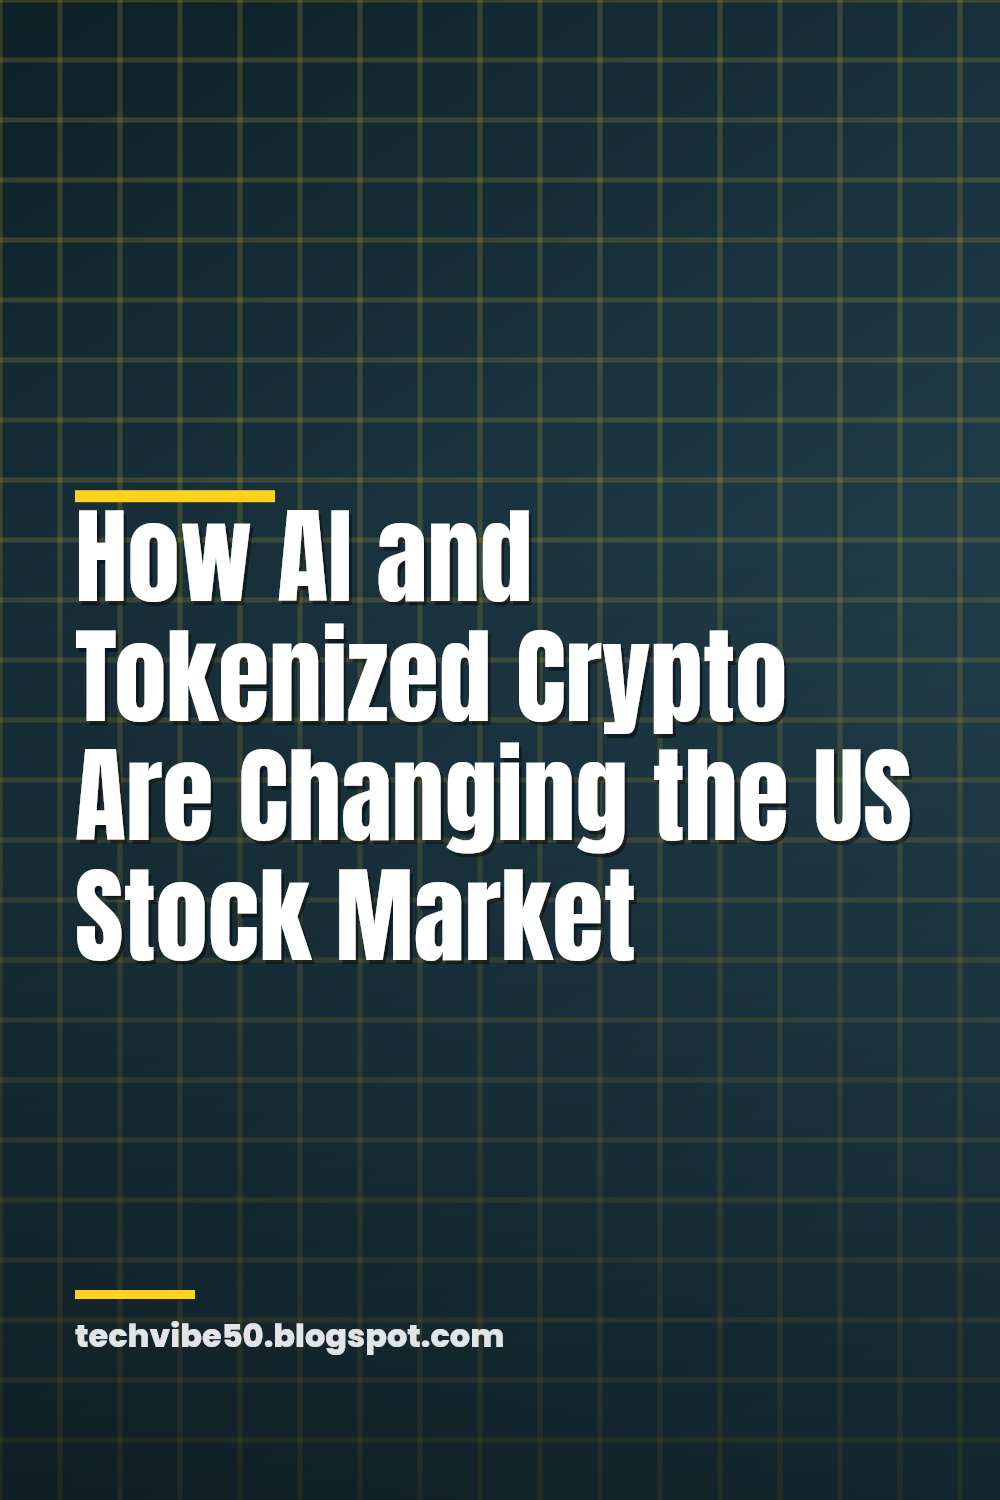 How AI and
Tokenized Crypto
Are Changing the US
Stock Market
techvibe50.blogspot.com